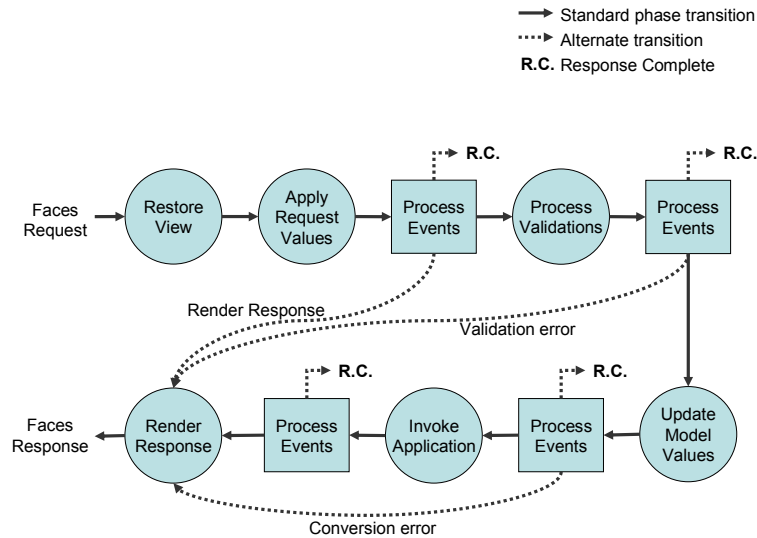 Standard phase transition
Alternate transition
R.C. Response Complete
R.C.
R.C.
Faces
Request
Restore
View
Apply
Request
Values
Process
Events
Process
Validations
Process
Events
Render Response
Validation error
R.C.
R.C.
Faces
Response
Render
Response
Process
Events
Invoke
Application
Process
Events
Update
Model
Values
Conversion error